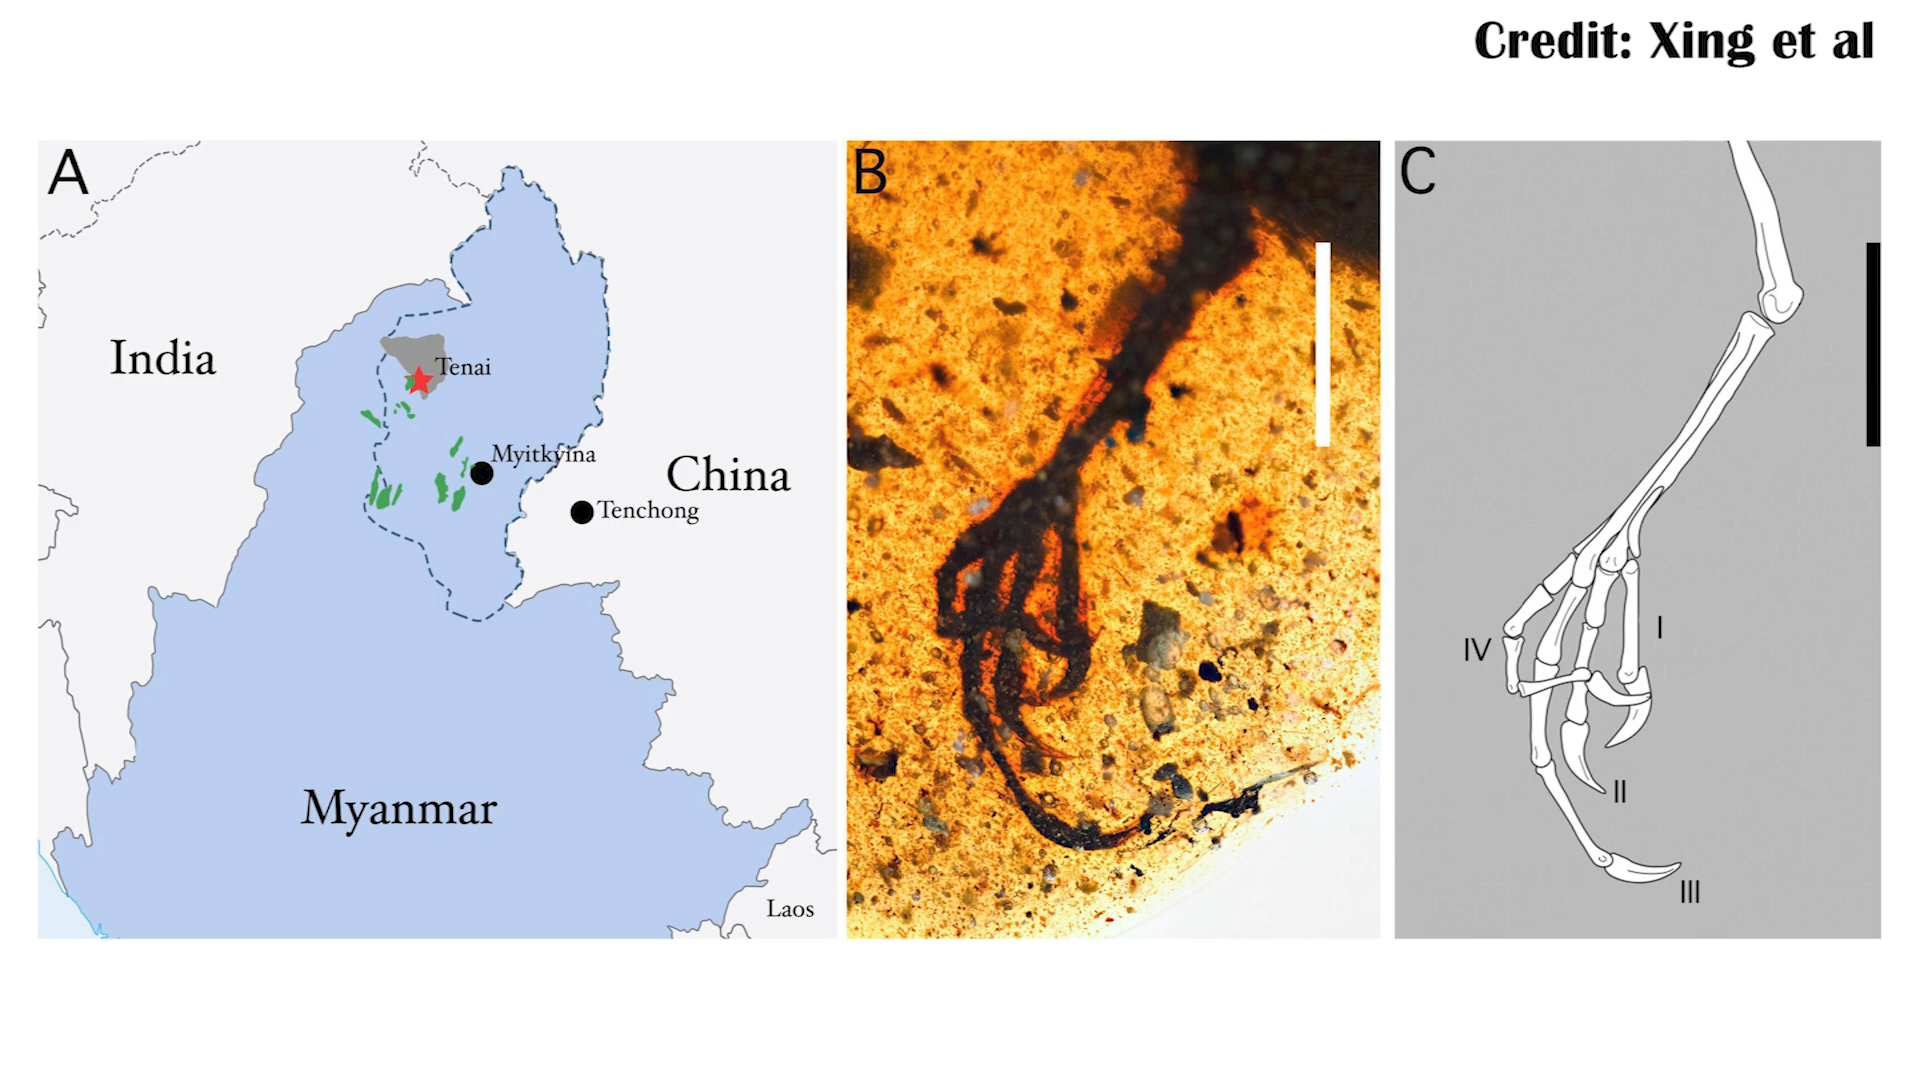 Credit: Xing et al
A
India
Tenai
Myitkyina
China
Tenchong
Myanmar
Laos
B
C
I
IV
II
III